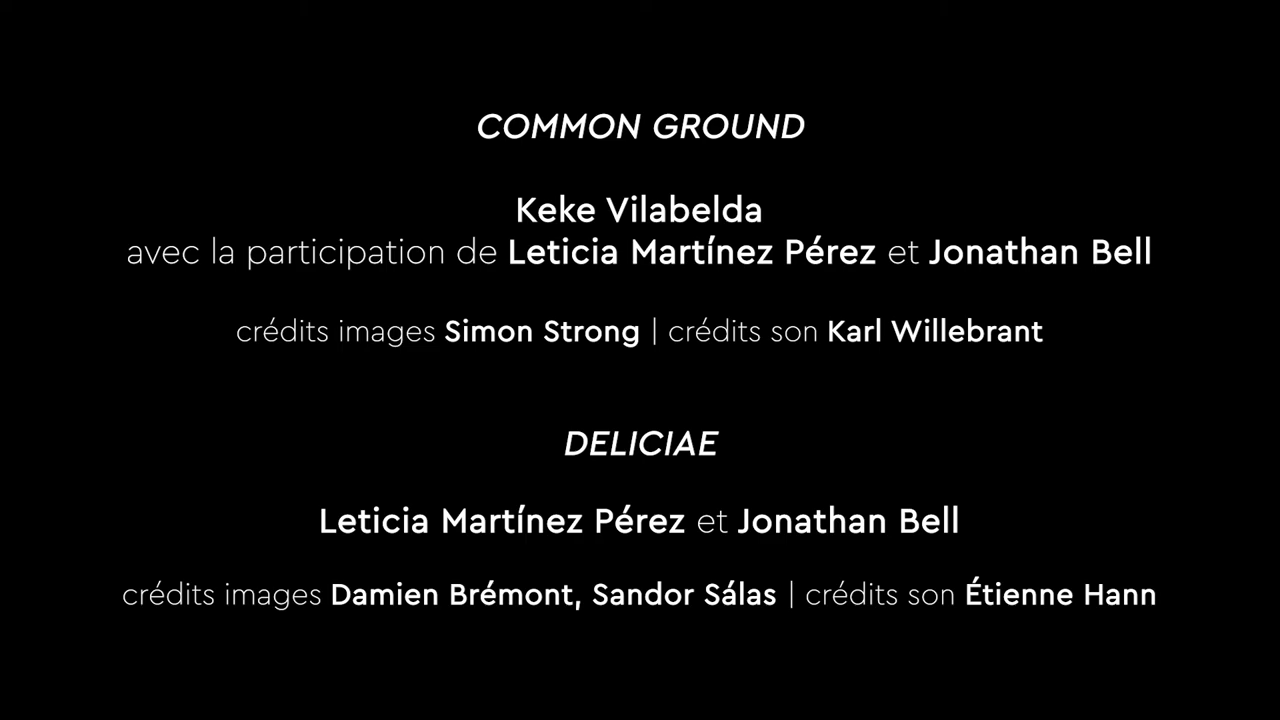 COMMON GROUND
Keke Vilabelda
avec la participation de Leticia Martínez Pérez et Jonathan Bell
crédits images Simon Strong | crédits son Karl Willebrant
DELICIAE
Leticia Martínez Pérez et Jonathan Bell
crédits images Damien Brémont, Sandor Sálas | crédits son Étienne Hann